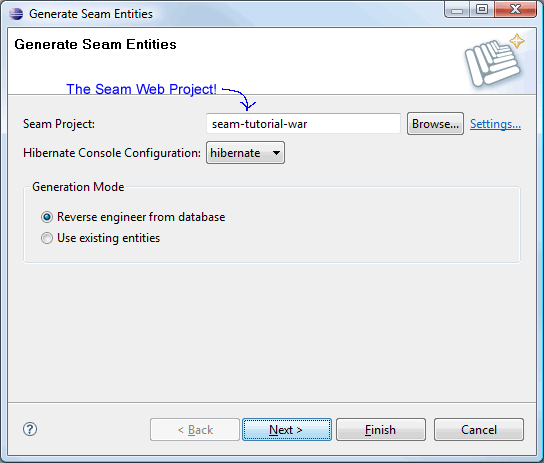 Generate Seam Entities
Generate Seam Entities
The Seam Web Project!
Seam Project: seam-tutorial-war Browse... Settings...
Hibernate Console Configuration: hibernate
Generation Mode
Reverse engineer from database
Use existing entities
? < Back Next > Finish Cancel